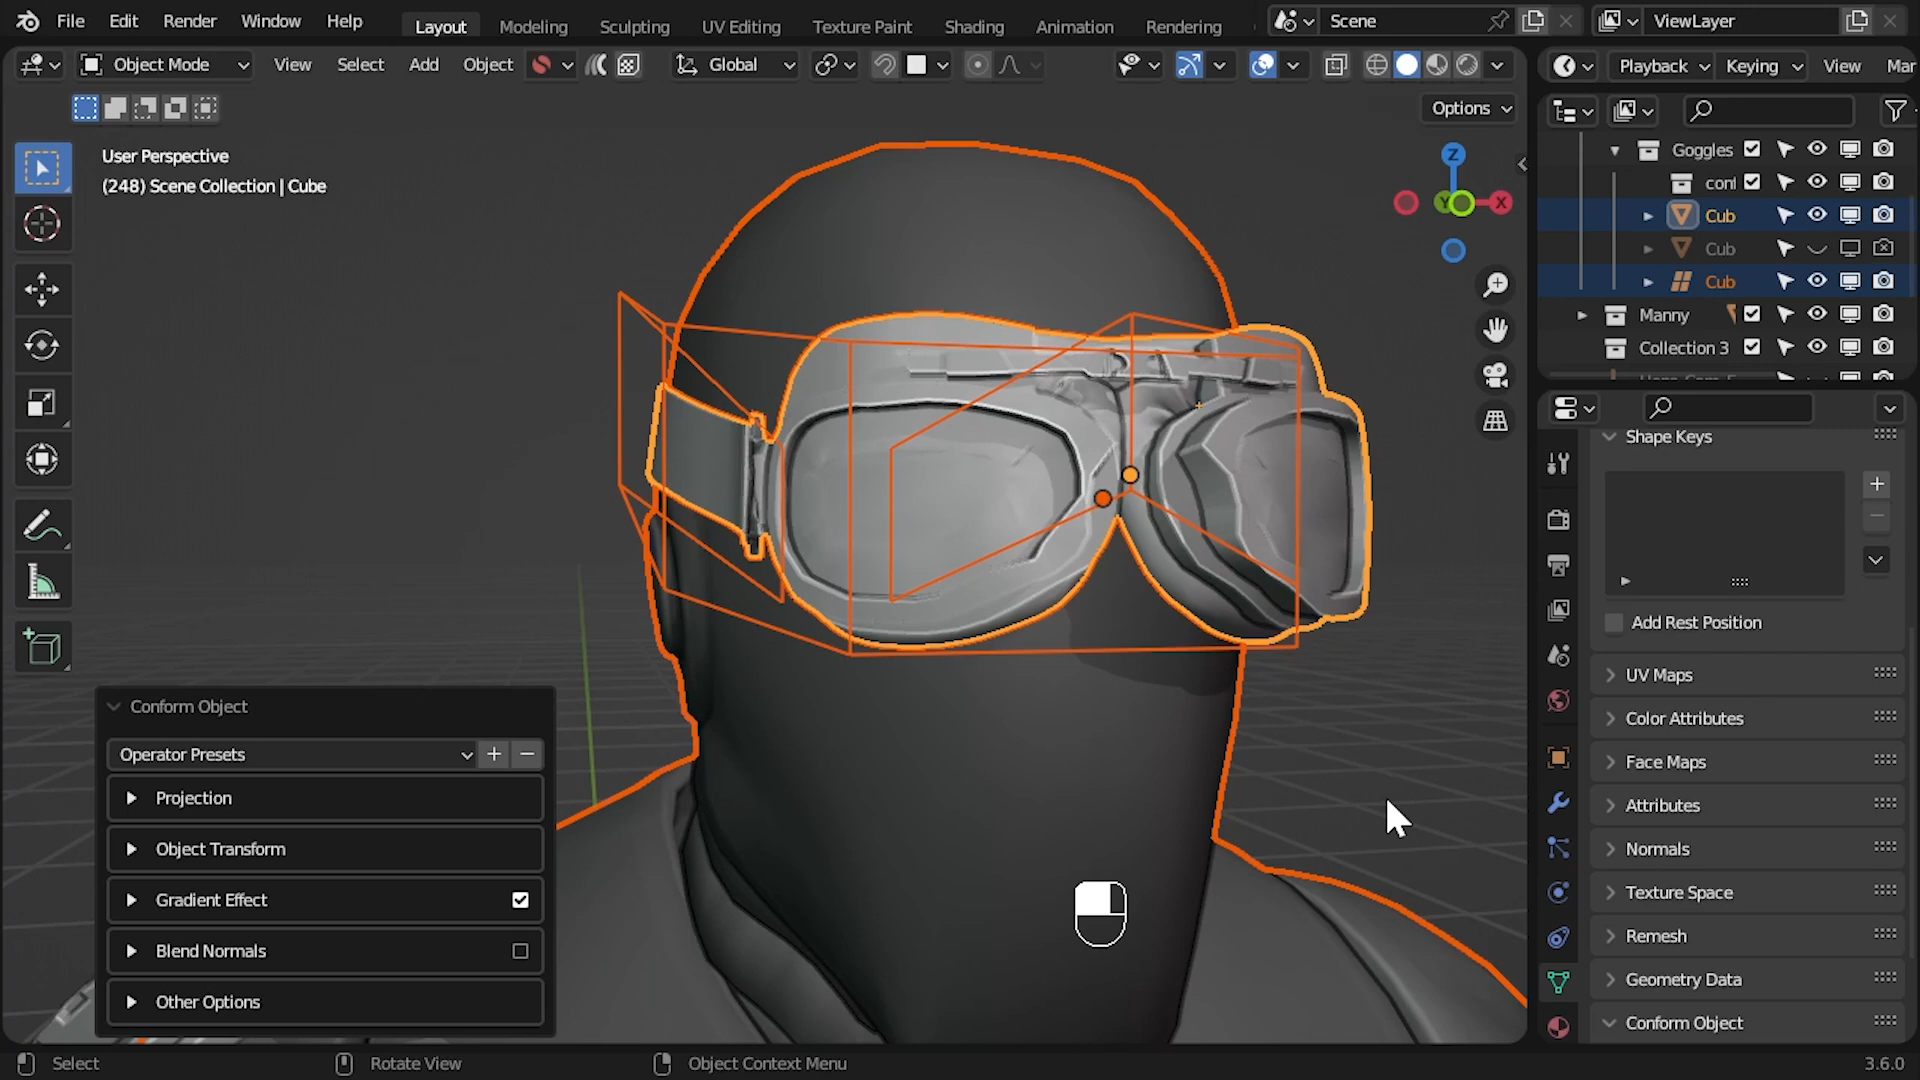 File Edit Render Window Help Layout Modeling Sculpting UV Editing Texture Paint Shading Animation Rendering Scene ViewLayer
Object Mode View Select Add Object Global Playback Keying View Mar
Options
User Perspective
(248) Scene Collection | Cube
Z
Y
X
Goggles
conf
Cub
Cub
Cub
Manny
Collection 3
Shape Keys
Add Rest Position
UV Maps
Color Attributes
Face Maps
Attributes
Normals
Texture Space
Remesh
Geometry Data
Conform Object
Conform Object
Operator Presets
Projection
Object Transform
Gradient Effect
Blend Normals
Other Options
Select Rotate View Object Context Menu 3.6.0